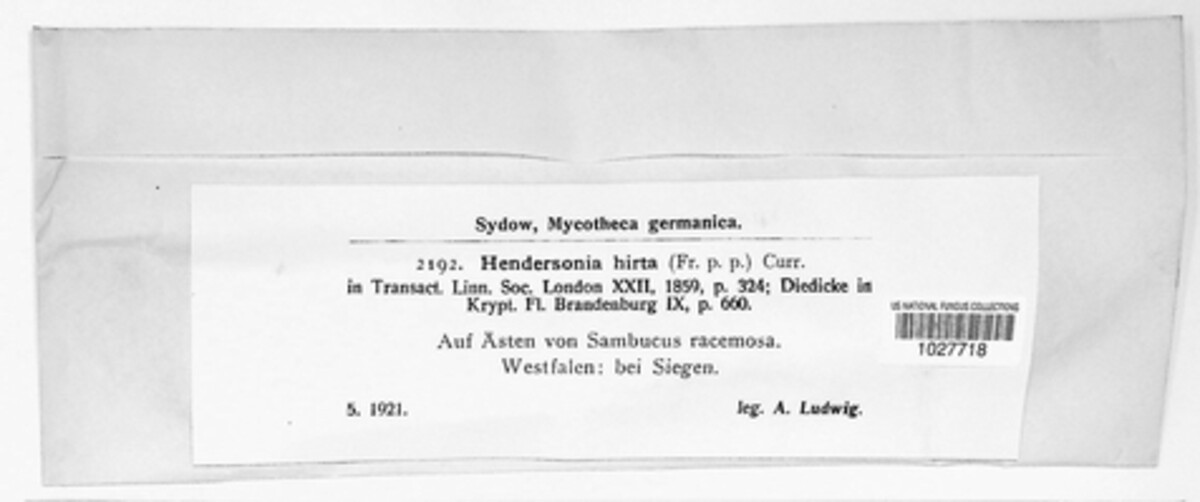 Sydow, Mycotheca germanica.
2192. Hendersonia hirta (Fr. p. p.) Curr.
in Transact. Linn. Soc. London XXII, 1859, p. 324; Diedicke in
Krypt. Fl. Brandenburg IX, p. 660.
Auf Ästen von Sambucus racemosa.
Westfalen: bei Siegen.
5. 1921. leg. A. Ludwig.
US NATIONAL FUNGUS COLLECTIONS
1027718